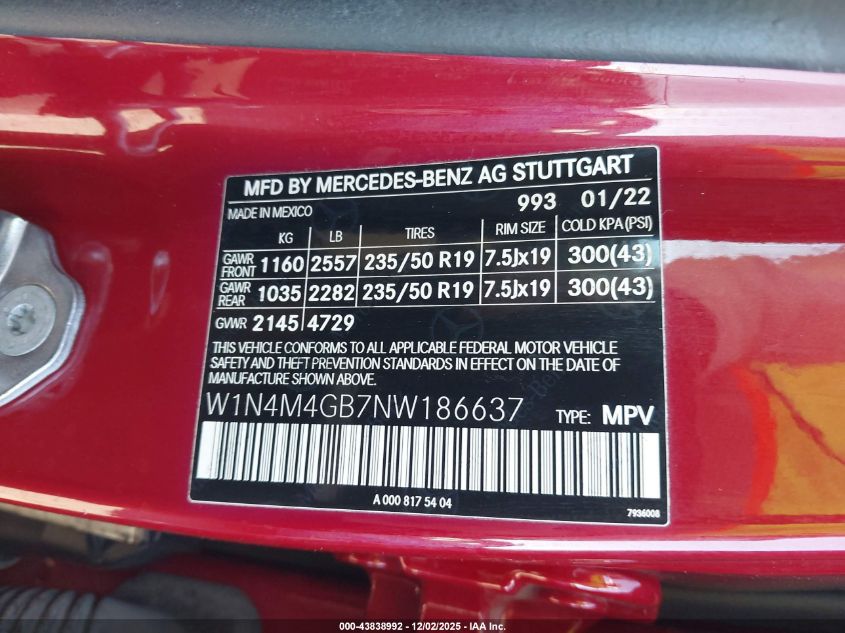 MFD BY MERCEDES-BENZ AG STUTTGART
MADE IN MEXICO 993 01/22
KG LB TIRES RIM SIZE COLD KPA (PSI)
GAWR FRONT 1160 2557 235/50 R19 7.5Jx19 300(43)
GAWR REAR 1035 2282 235/50 R19 7.5Jx19 300(43)
GVWR 2145 4729
THIS VEHICLE CONFORMS TO ALL APPLICABLE FEDERAL MOTOR VEHICLE
SAFETY AND THEFT PREVENTION STANDARDS IN EFFECT ON THE DATE OF
MANUFACTURE SHOWN ABOVE.
W1N4M4GB7NW186637 TYPE: MPV
A 000 817 54 04
7936008
000-43838992 - 12/02/2025 - IAA, LLC